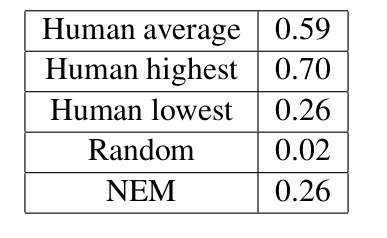 Human average 0.59
Human highest 0.70
Human lowest 0.26
Random 0.02
NEM 0.26